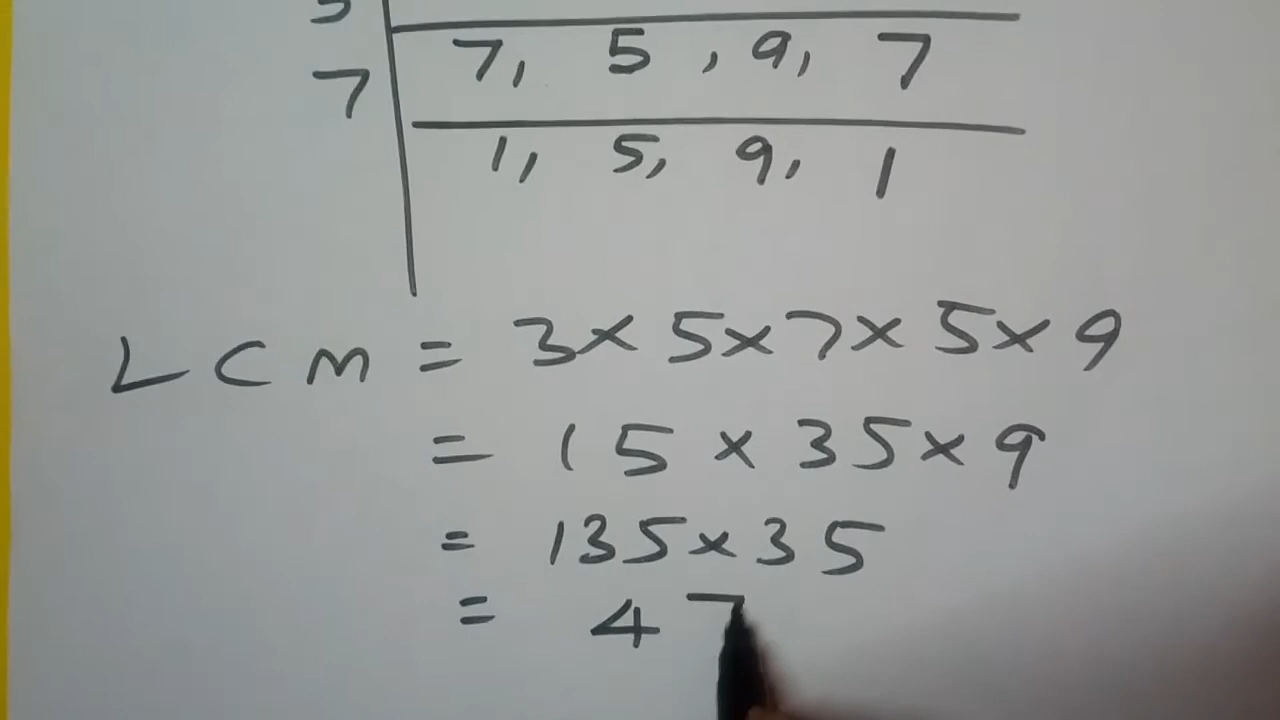 7, 5, 9, 7
7
1, 5, 9, 1
LCM = 3×5×7×5×9
= 15×35×9
= 135×35
= 47